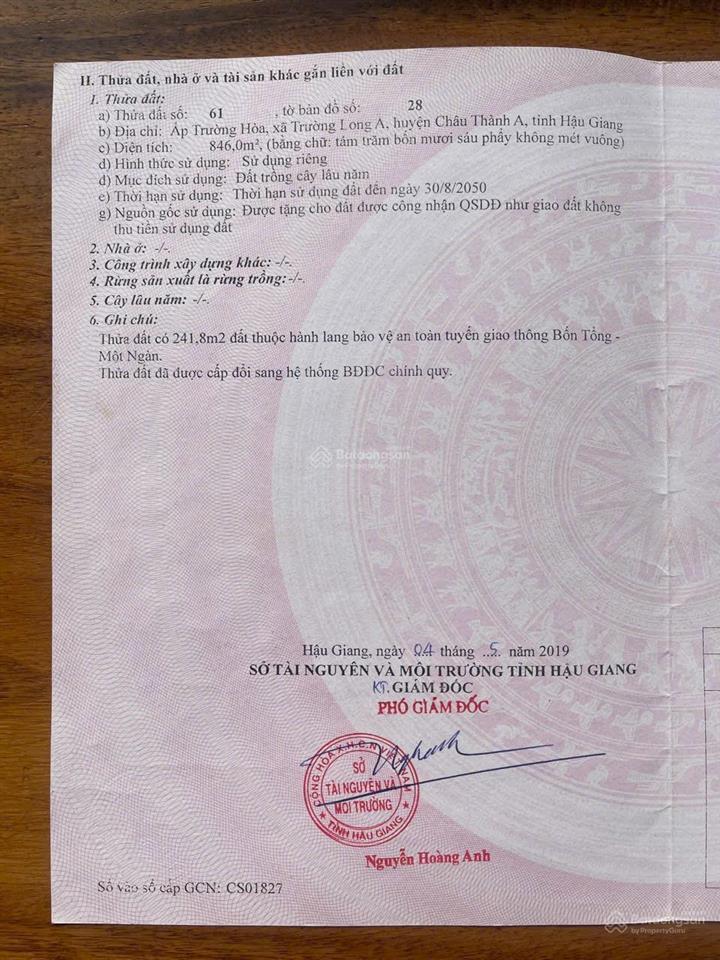 II. Thửa đất, nhà ở và tài sản khác gắn liền với đất
1. Thửa đất:
a) Thửa đất số: 61 , tờ bản đồ số: 28
b) Địa chỉ: Ấp Trường Hòa, xã Trường Long A, huyện Châu Thành A, tỉnh Hậu Giang
c) Diện tích: 846,0m², (bằng chữ: tám trăm bốn mươi sáu phẩy không mét vuông)
d) Hình thức sử dụng: Sử dụng riêng
đ) Mục đích sử dụng: Đất trồng cây lâu năm
e) Thời hạn sử dụng: Thời hạn sử dụng đất đến ngày 30/8/2050
g) Nguồn gốc sử dụng: Được tặng cho đất được công nhận QSDĐ như giao đất không
thu tiền sử dụng đất
2. Nhà ở: -/-.
3. Công trình xây dựng khác: -/-.
4. Rừng sản xuất là rừng trồng: -/-.
5. Cây lâu năm: -/-.
6. Ghi chú:
Thửa đất có 241,8m2 đất thuộc hành lang bảo vệ an toàn tuyến giao thông Bốn Tổng -
Một Ngàn.
Thửa đất đã được cấp đổi sang hệ thống BĐĐC chính quy.
Batdongsan
by PropertyGuru
Hậu Giang, ngày 04 tháng .5. năm 2019
SỞ TÀI NGUYÊN VÀ MÔI TRƯỜNG TỈNH HẬU GIANG
KT. GIÁM ĐỐC
PHÓ GIÁM ĐỐC
CỘNG HÒA X.H.C.N VIỆT NAM
SỞ
TÀI NGUYÊN VÀ
MÔI TRƯỜNG
TỈNH HẬU GIANG
Nguyễn Hoàng Anh
Số vào sổ cấp GCN: CS01827
Batdongsan
by PropertyGuru